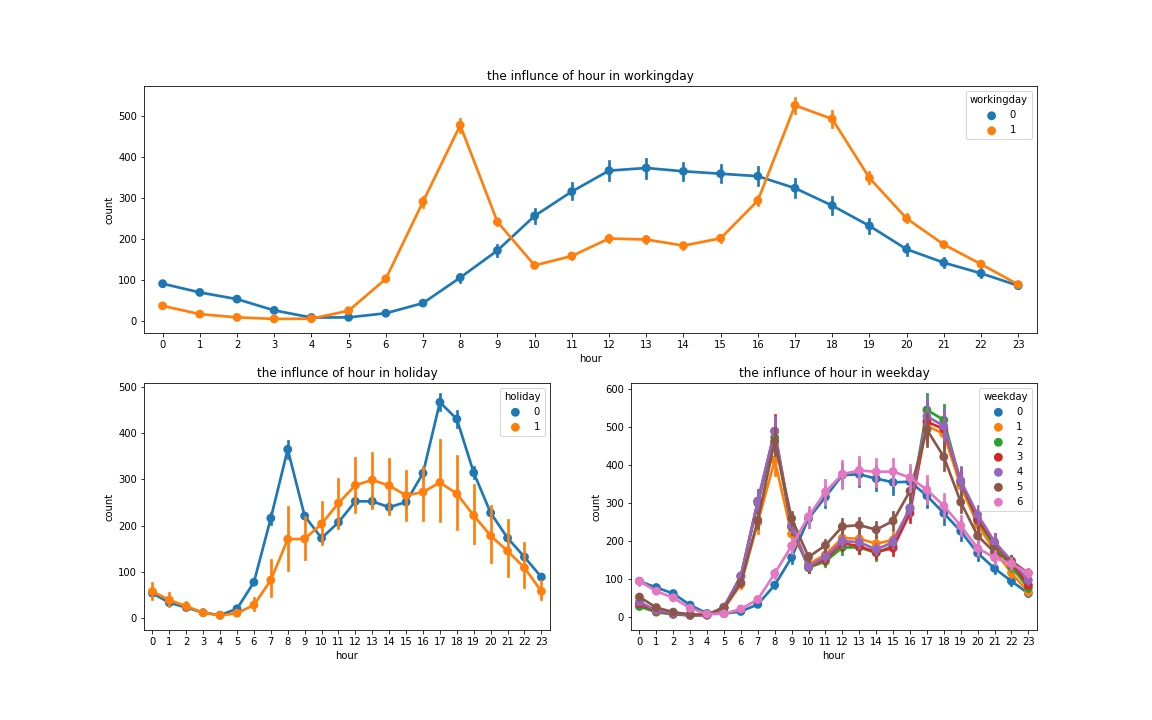 the influnce of hour in workingday
count
500
400
300
200
100
0
workingday
0
1
0 1 2 3 4 5 6 7 8 9 10 11 12 13 14 15 16 17 18 19 20 21 22 23
hour
the influnce of hour in holiday
count
500
400
300
200
100
0
holiday
0
1
0 1 2 3 4 5 6 7 8 9 10 11 12 13 14 15 16 17 18 19 20 21 22 23
hour
the influnce of hour in weekday
count
600
500
400
300
200
100
0
weekday
0
1
2
3
4
5
6
0 1 2 3 4 5 6 7 8 9 10 11 12 13 14 15 16 17 18 19 20 21 22 23
hour